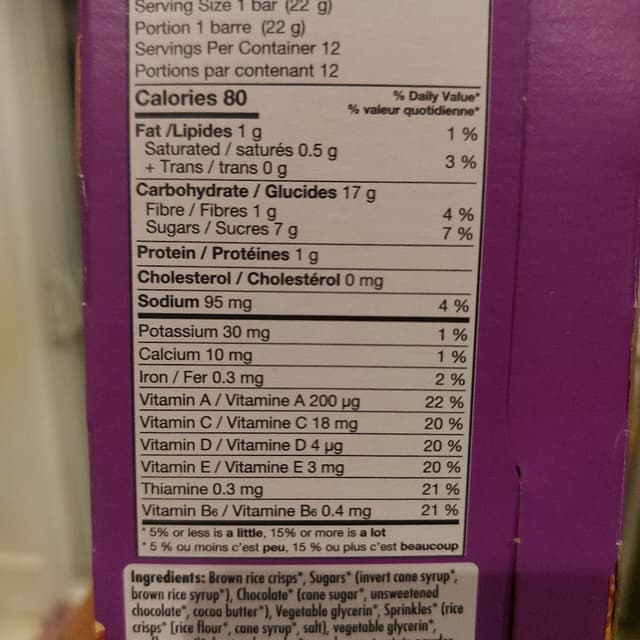 Serving Size 1 bar (22 g)
Portion 1 barre (22 g)
Servings Per Container 12
Portions par contenant 12
Calories 80
% Daily Value*
% valeur quotidienne*
Fat /Lipides 1 g 1 %
Saturated / saturés 0.5 g
+ Trans / trans 0 g 3 %
Carbohydrate / Glucides 17 g
Fibre / Fibres 1 g 4 %
Sugars / Sucres 7 g 7 %
Protein / Protéines 1 g
Cholesterol / Cholestérol 0 mg
Sodium 95 mg 4 %
Potassium 30 mg 1 %
Calcium 10 mg 1 %
Iron / Fer 0.3 mg 2 %
Vitamin A / Vitamine A 200 µg 22 %
Vitamin C / Vitamine C 18 mg 20 %
Vitamin D / Vitamine D 4 µg 20 %
Vitamin E / Vitamine E 3 mg 20 %
Thiamine 0.3 mg 21 %
Vitamin B6 / Vitamine B6 0.4 mg 21 %
* 5% or less is a little, 15% or more is a lot
* 5 % ou moins c'est peu, 15 % ou plus c'est beaucoup
Ingredients: Brown rice crisps*, Sugars* (invert cane syrup*,
brown rice syrup*), Chocolate* (cane sugar*, unsweetened
chocolate*, cocoa butter*), Vegetable glycerin*, Sprinkles* (rice
crisps* [rice flour*, cane syrup*, salt], vegetable glycerin*,